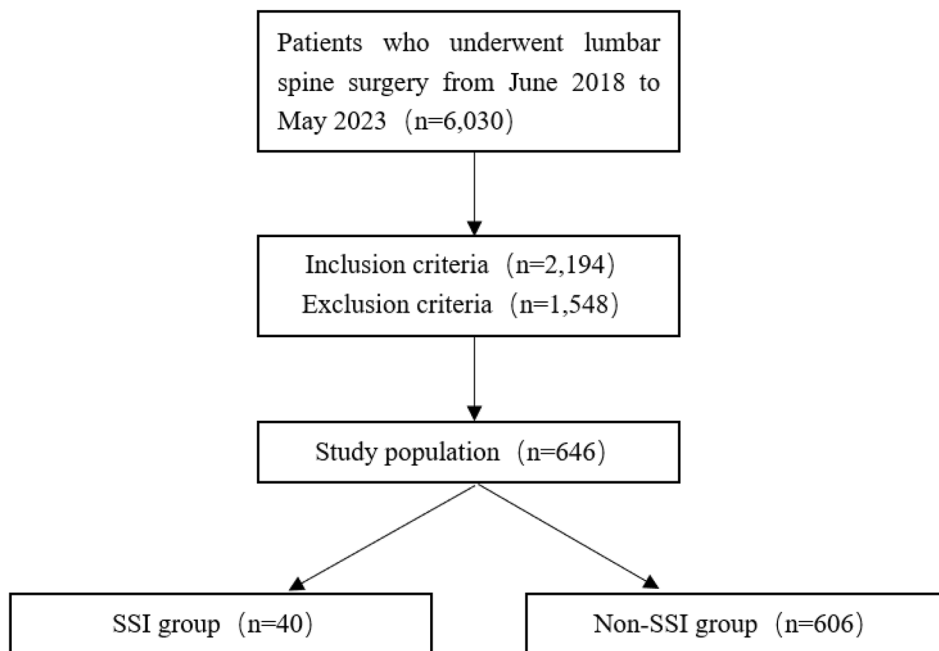 Patients who underwent lumbar
spine surgery from June 2018 to
May 2023（n=6,030）
Inclusion criteria（n=2,194）
Exclusion criteria（n=1,548）
Study population（n=646）
SSI group（n=40）
Non-SSI group（n=606）